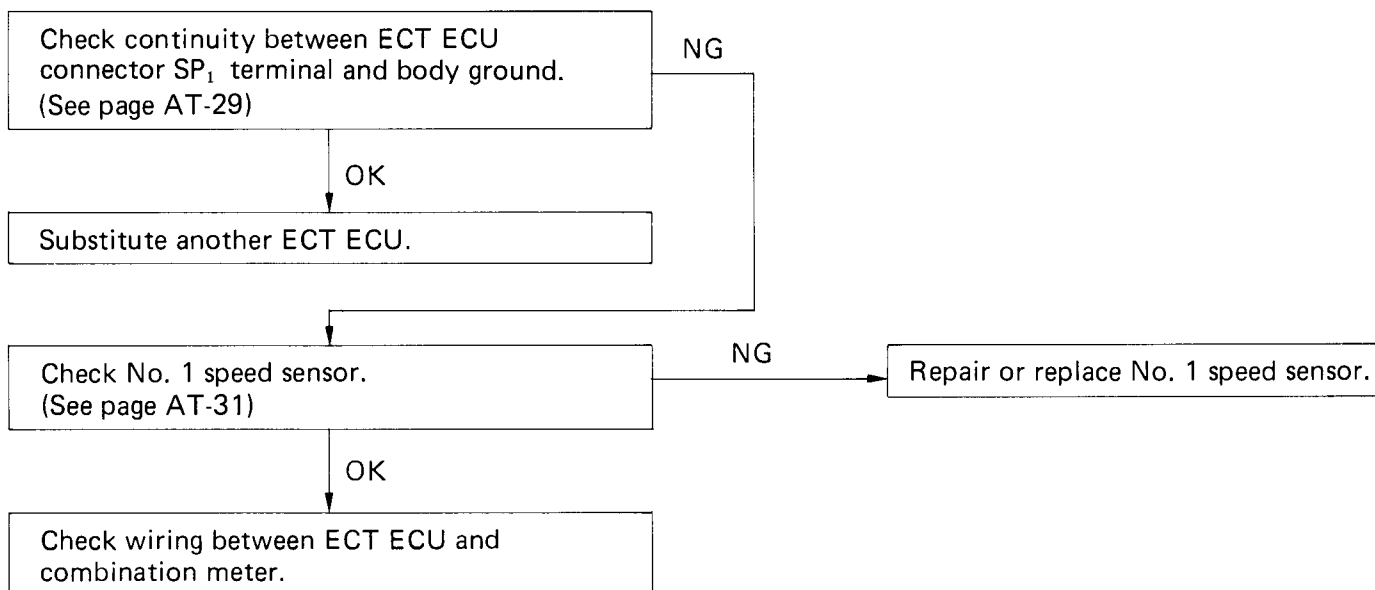 Check continuity between ECT ECU
connector SP₁ terminal and body ground.
(See page AT-29)
NG
OK
Substitute another ECT ECU.
Check No. 1 speed sensor.
(See page AT-31)
NG
Repair or replace No. 1 speed sensor.
OK
Check wiring between ECT ECU and
combination meter.